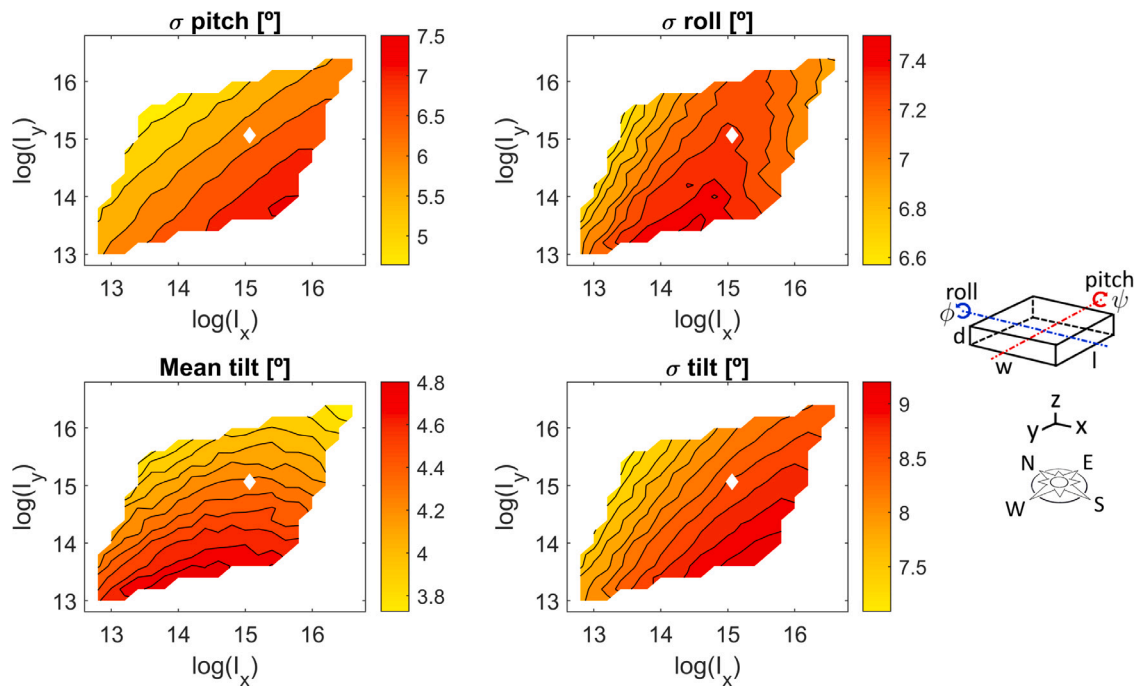 σ pitch [º]
16
15
14
13
log(I_y)
13 14 15 16
log(I_x)
7.5
7
6.5
6
5.5
5
σ roll [º]
16
15
14
13
log(I_y)
13 14 15 16
log(I_x)
7.4
7.2
7
6.8
6.6
Mean tilt [º]
16
15
14
13
log(I_y)
13 14 15 16
log(I_x)
4.8
4.6
4.4
4.2
4
3.8
σ tilt [º]
16
15
14
13
log(I_y)
13 14 15 16
log(I_x)
9
8.5
8
7.5
roll
ϕ
pitch
ψ
d
w
l
z
y
x
N
E
W
S